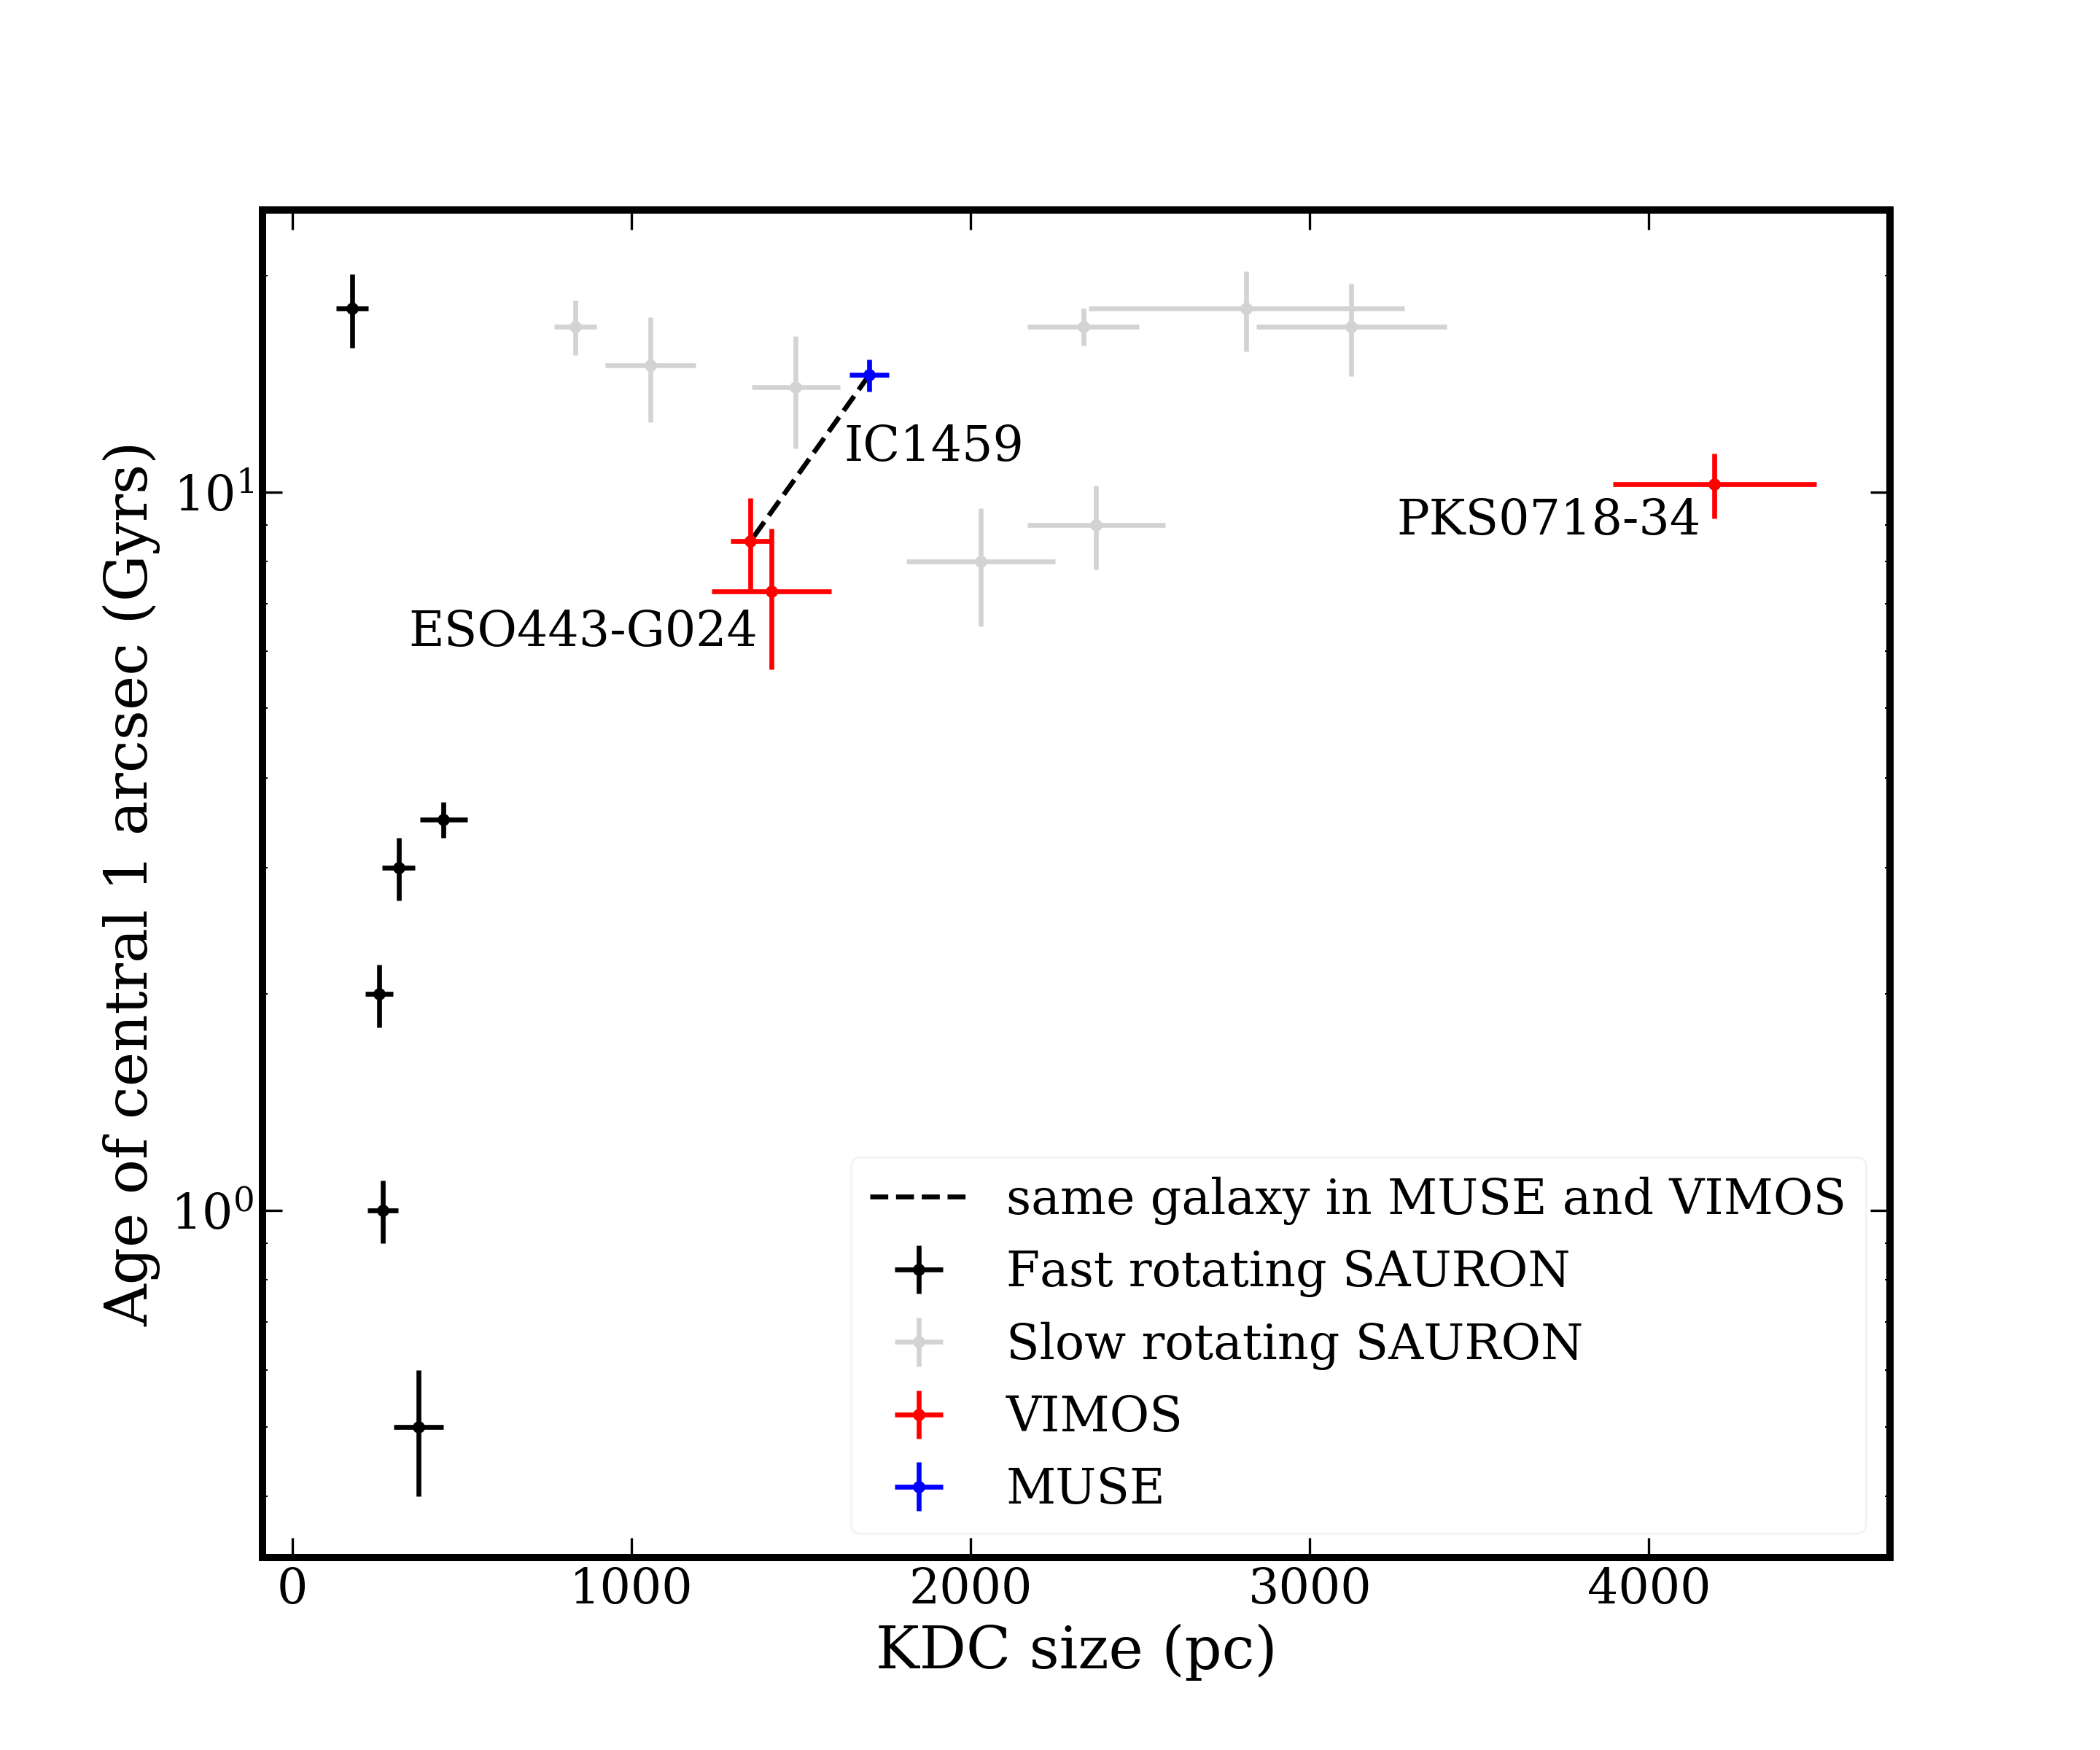 IC1459
PKS0718-34
ESO443-G024
10¹
10⁰
Age of central 1 arcsec (Gyrs)
same galaxy in MUSE and VIMOS
Fast rotating SAURON
Slow rotating SAURON
VIMOS
MUSE
0 1000 2000 3000 4000
KDC size (pc)